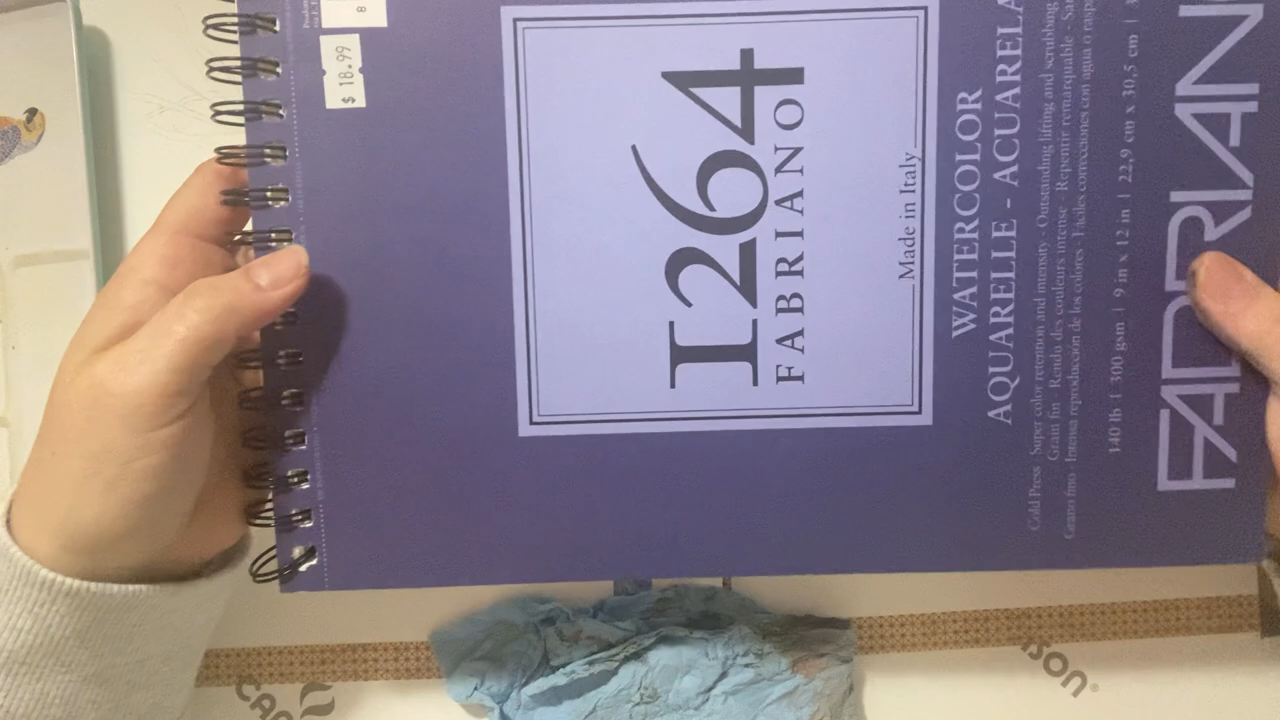 $ 18.99
8
1264
FABRIANO
Made in Italy
WATERCOLOR
AQUARELLE - ACUARELA
Cold Press - Super color retention and intensity - Outstanding lifting and scrubbing
Grain fin - Rendu des couleurs intense - Repentir remarquable -
Grano fino - Intensa reproducción de los colores - Fáciles correcciones con agua o
140 lb | 300 gsm | 9 in x 12 in | 22,9 cm x 30,5 cm |
FABRIANO